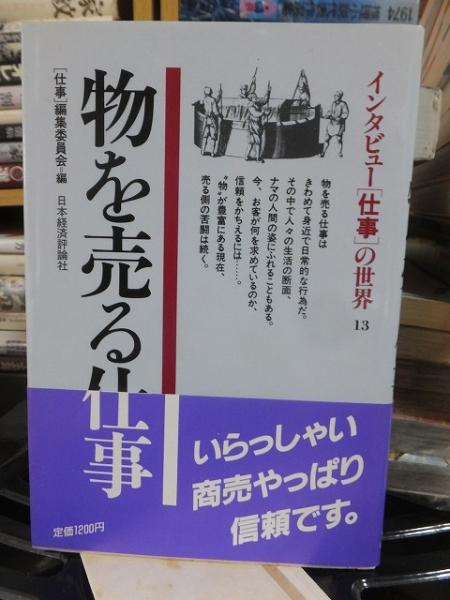 インタビュー［仕事］の世界 13
物を売る仕事は
きわめて身近で日常的な行為だ。
その中で人々の生活の断面、
ナマの人間の姿にふれることもある。
今、お客が何を求めているのか、
信頼をかちえるには……。
“物”が豊富にある現在、
売る側の苦闘は続く。
物を売る仕事
［仕事］編集委員会=編 日本経済評論社
いらっしゃい
商売やっぱり
信頼です。
定価1200円
1974